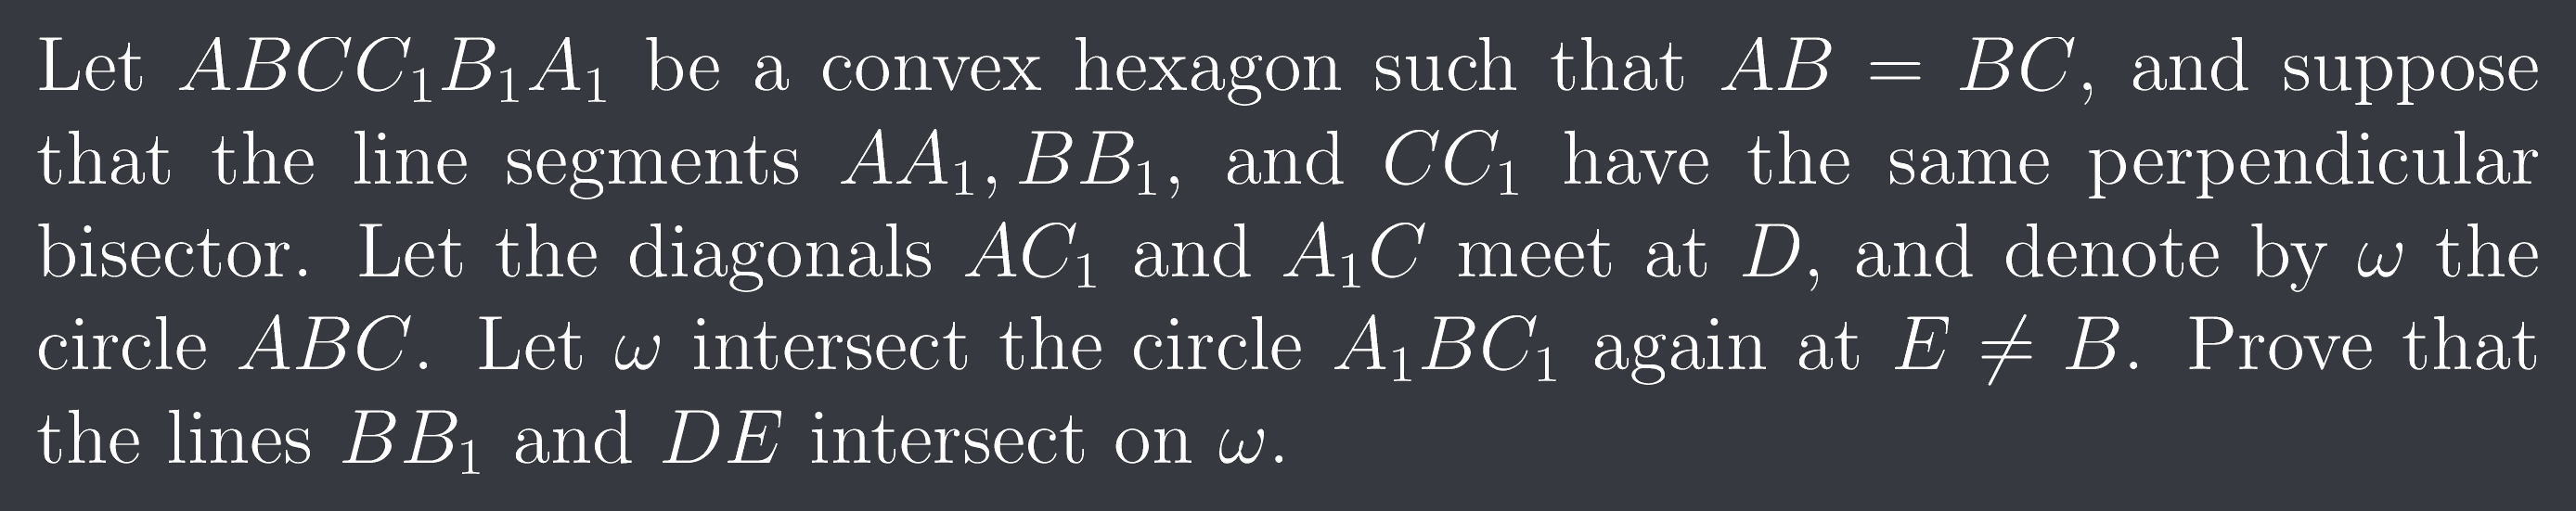 Let ABCC₁B₁A₁ be a convex hexagon such that AB = BC, and suppose
that the line segments AA₁, BB₁, and CC₁ have the same perpendicular
bisector. Let the diagonals AC₁ and A₁C meet at D, and denote by ω the
circle ABC. Let ω intersect the circle A₁BC₁ again at E ≠ B. Prove that
the lines BB₁ and DE intersect on ω.